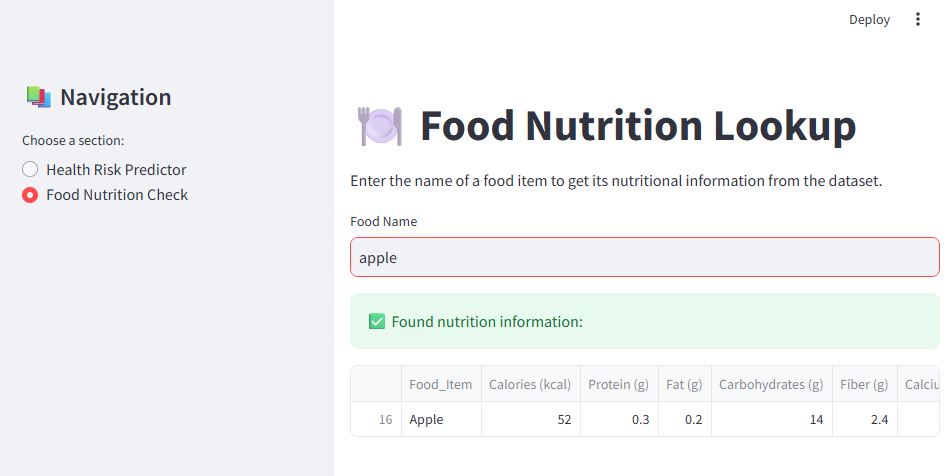 Deploy
Navigation
Choose a section:
Health Risk Predictor
Food Nutrition Check
Food Nutrition Lookup
Enter the name of a food item to get its nutritional information from the dataset.
Food Name
apple
Found nutrition information:
Food_Item Calories (kcal) Protein (g) Fat (g) Carbohydrates (g) Fiber (g) Calciu
16 Apple 52 0.3 0.2 14 2.4